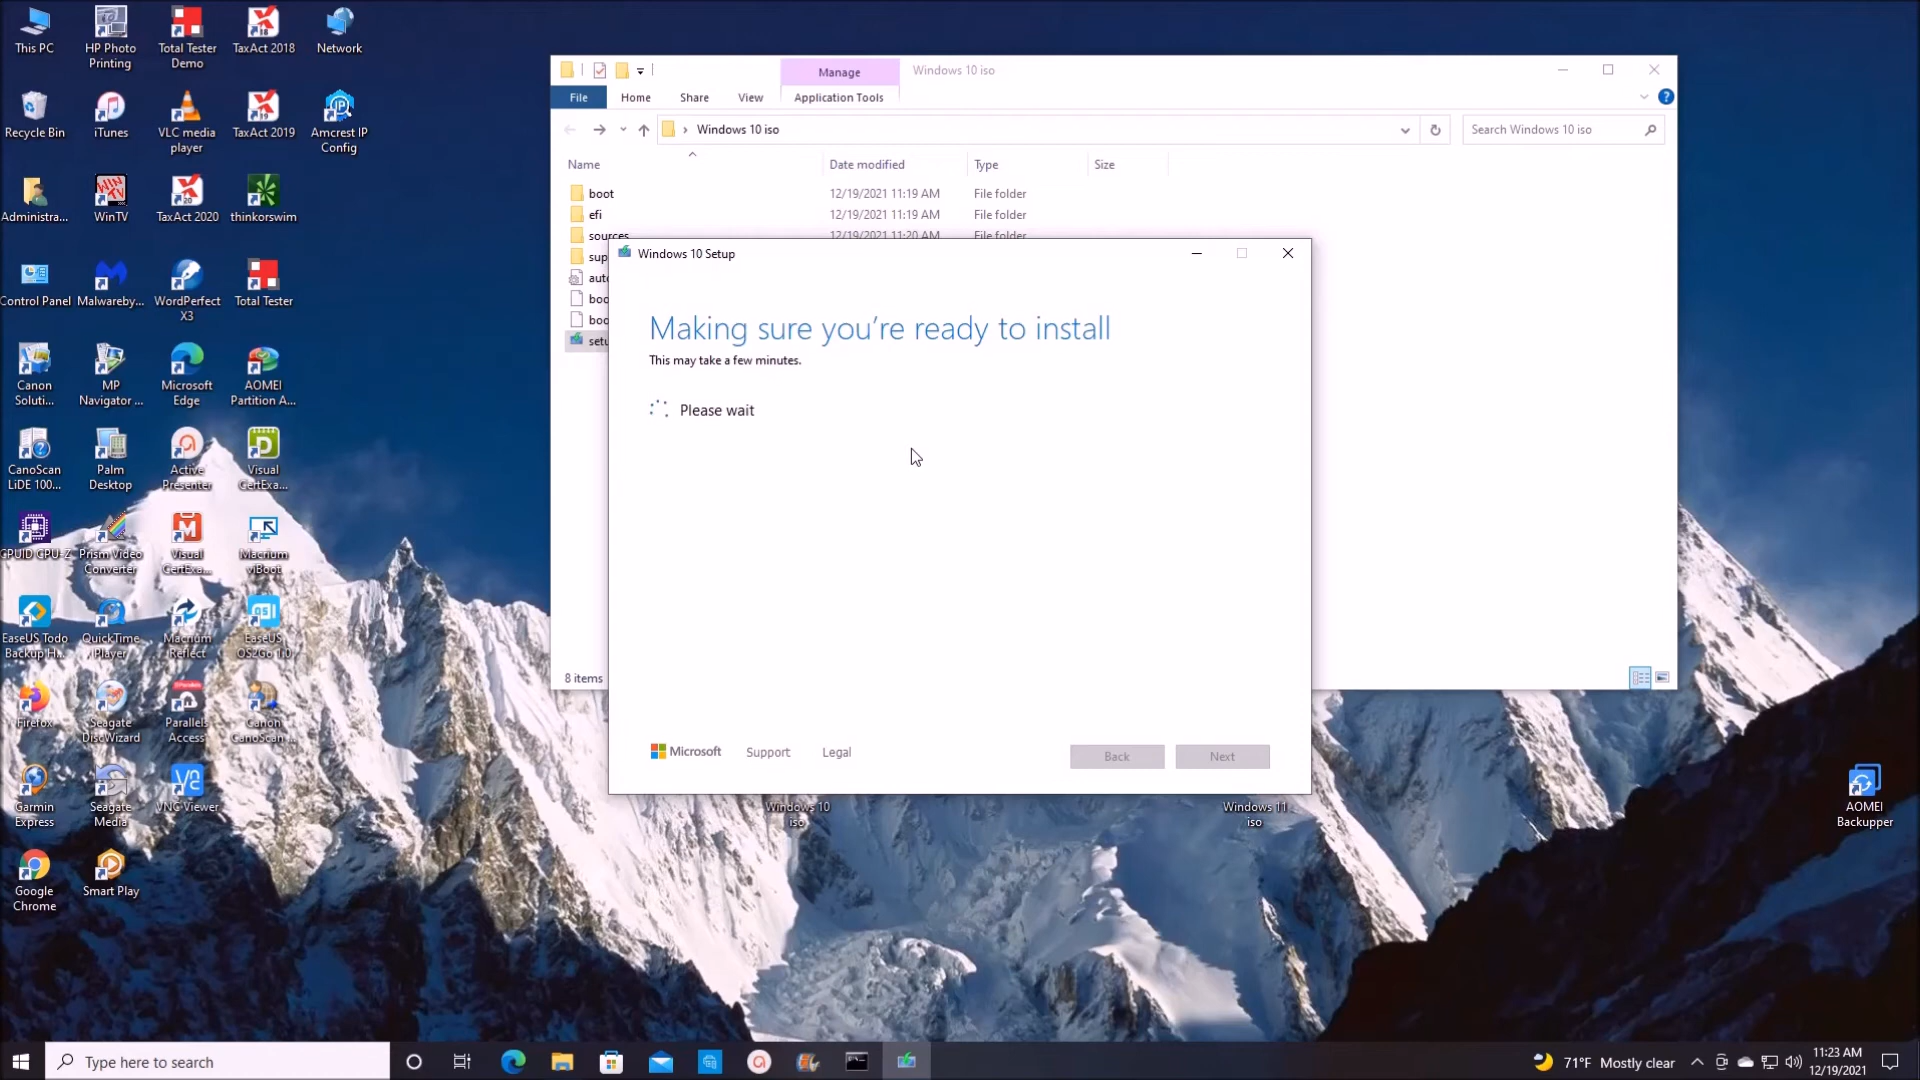 This PC
HP Photo
Printing
Total Tester
Demo
TaxAct 2018
Network
Recycle Bin
iTunes
VLC media
player
TaxAct 2019
Amcrest IP
Config
Administra...
WinTV
TaxAct 2020
thinkorswim
Control Panel
Malwareby...
WordPerfect
X3
Total Tester
Canon
Soluti...
MP
Navigator ...
Microsoft
Edge
AOMEI
Partition A...
CanoScan
LiDE 100...
Palm
Desktop
Active
Presenter
Visual
CertExa...
CPUID CPU-Z
Prism Video
Converter
Visual
CertExa...
Macrium
viBoot
EaseUS Todo
Backup H...
QuickTime
Player
Macrium
Reflect
EaseUS
OS2Go 1.0
Firefox
Seagate
DiscWizard
Parallels
Access
Canon
CanoScan ...
Garmin
Express
Seagate
Media
VNC Viewer
Google
Chrome
Smart Play
Manage
Windows 10 iso
File
Home
Share
View
Application Tools
Windows 10 iso
Search Windows 10 iso
Name
Date modified
Type
Size
boot
12/19/2021 11:19 AM
File folder
efi
12/19/2021 11:19 AM
File folder
sources
12/19/2021 11:20 AM
File folder
sup
auto
boo
boo
setu
8 items
Windows 10 Setup
Making sure you're ready to install
This may take a few minutes.
Please wait
Microsoft
Support
Legal
Back
Next
Windows 10
iso
Windows 11
iso
AOMEI
Backupper
Type here to search
71°F Mostly clear
11:23 AM
12/19/2021